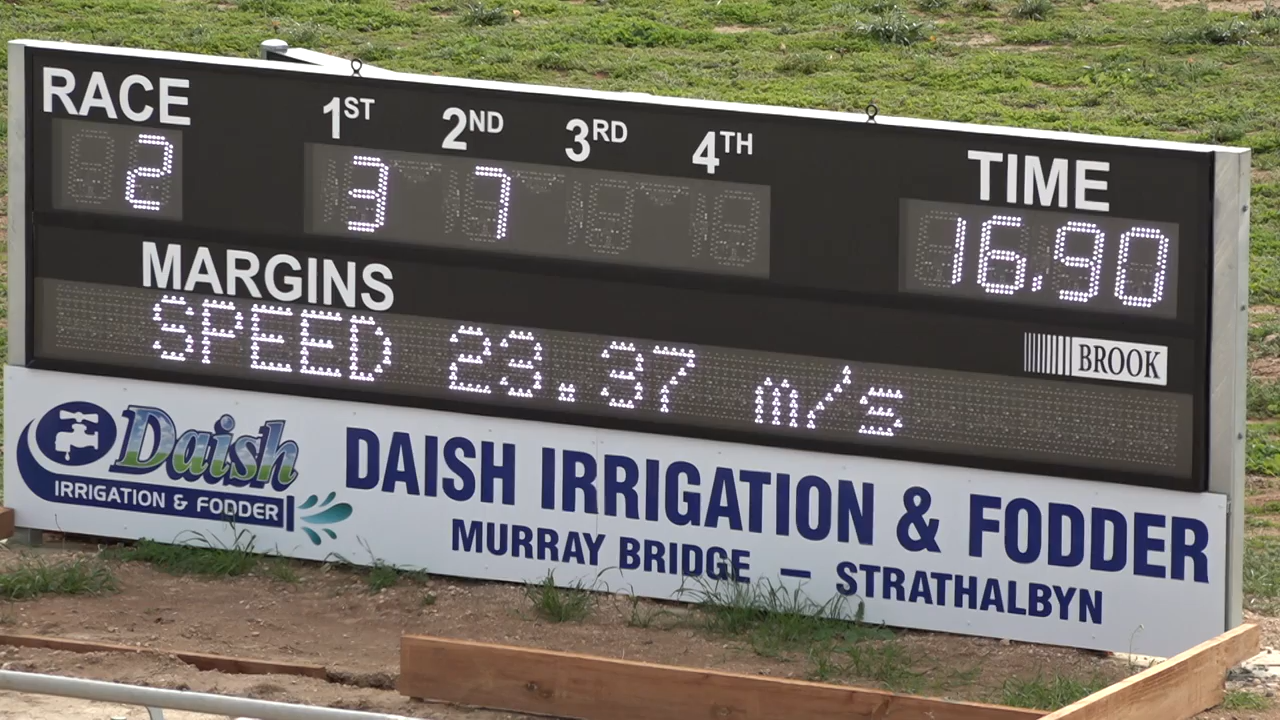 RACE 1ST 2ND 3RD 4TH TIME
2 3 7 16.90
MARGINS
SPEED 23.37 m/s
BROOK
Daish
IRRIGATION & FODDER
DAISH IRRIGATION & FODDER
MURRAY BRIDGE – STRATHALBYN